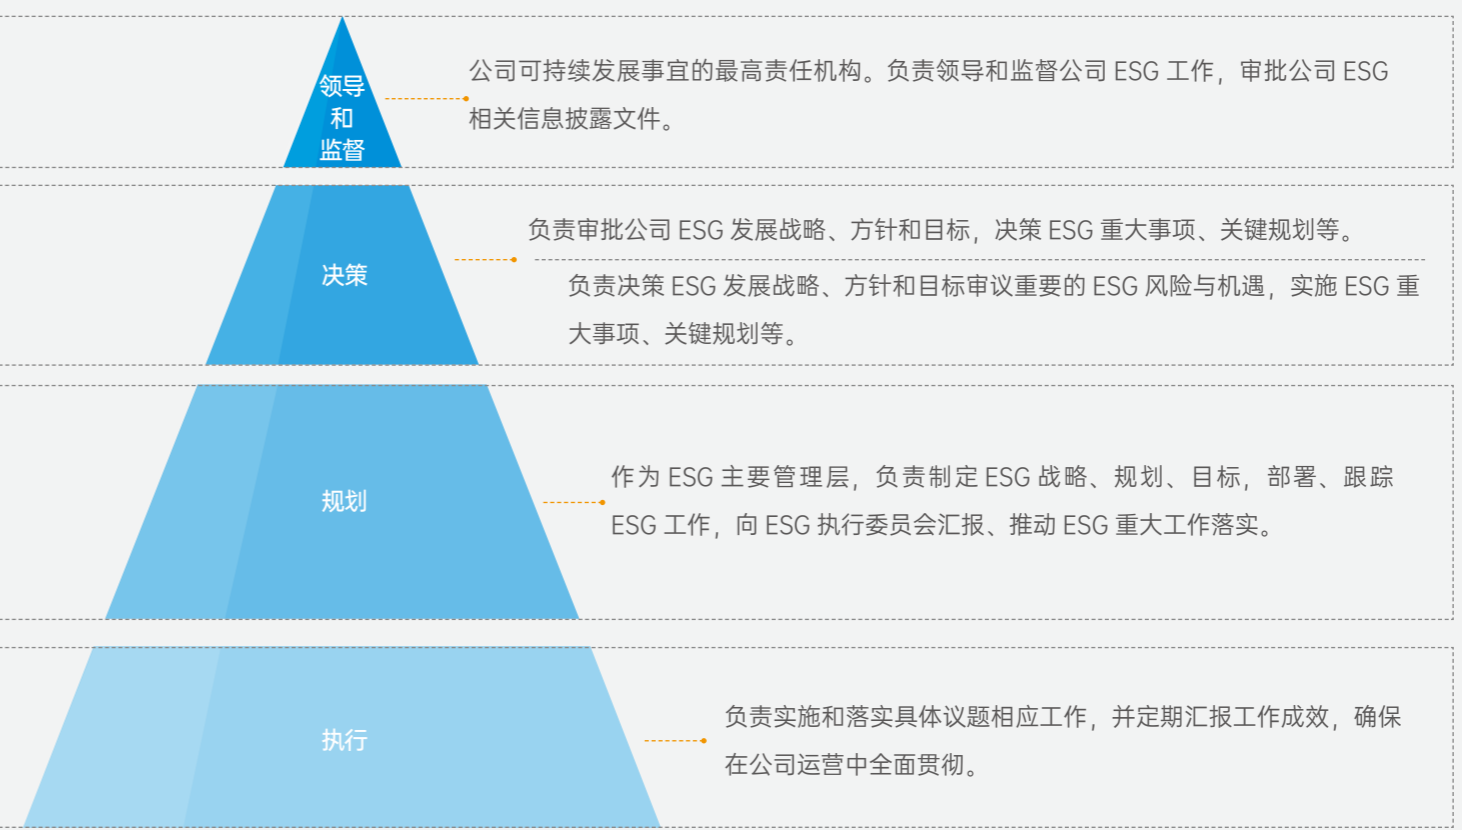 领导
和
监督
公司可持续发展事宜的最高责任机构。负责领导和监督公司 ESG 工作，审批公司 ESG
相关信息披露文件。
决策
负责审批公司 ESG 发展战略、方针和目标，决策 ESG 重大事项、关键规划等。
负责决策 ESG 发展战略、方针和目标审议重要的 ESG 风险与机遇，实施 ESG 重
大事项、关键规划等。
规划
作为 ESG 主要管理层，负责制定 ESG 战略、规划、目标，部署、跟踪
ESG 工作，向 ESG 执行委员会汇报、推动 ESG 重大工作落实。
执行
负责实施和落实具体议题相应工作，并定期汇报工作成效，确保
在公司运营中全面贯彻。